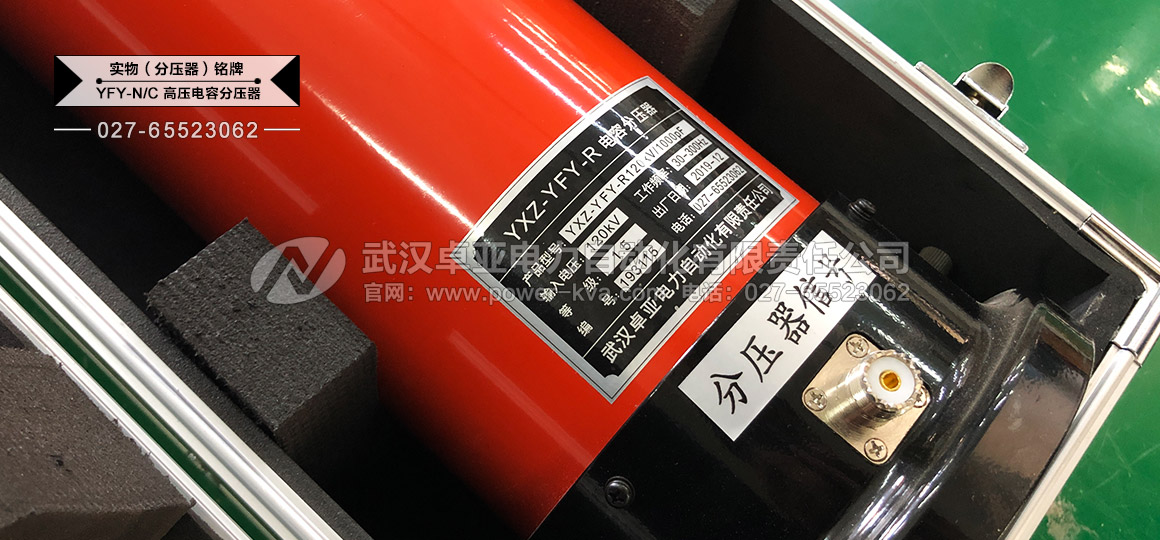 实物（分压器）铭牌
YFY-N/C 高压电容分压器
027-65523062
YXZ-YFY-R 电容分压器
产品型号: YXZ-YFY-R120kV/1000pF
输入电压: 120kV
工作频率: 30-300Hz
等 级:
出厂日期: 2019-12
编 号:
电话: 027-65523062
武汉卓亚电力自动化有限责任公司
武汉卓亚电力自动化有限责任公司
官网：www.power-kva.com 电话：027-65523062
分压器信号